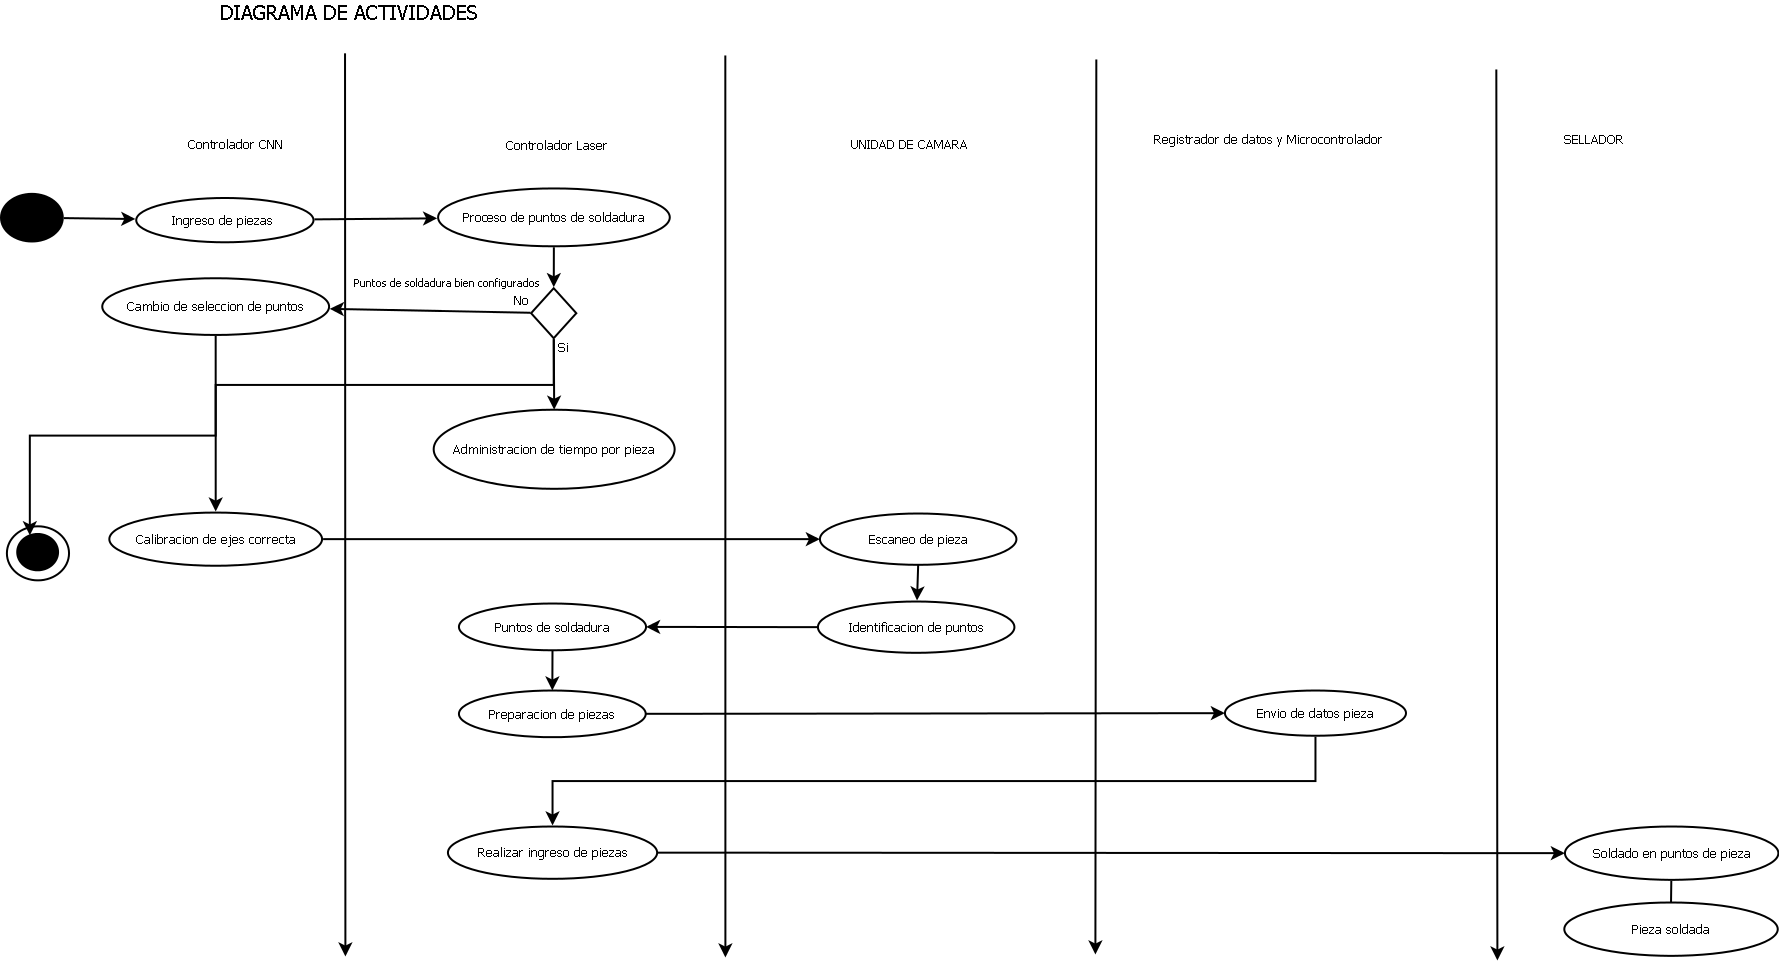 DIAGRAMA DE ACTIVIDADES
Controlador CNN
Controlador Laser
UNIDAD DE CAMARA
Registrador de datos y Microcontrolador
SELLADOR
Ingreso de piezas
Proceso de puntos de soldadura
Puntos de soldadura bien configurados
No
Cambio de seleccion de puntos
Si
Administracion de tiempo por pieza
Calibracion de ejes correcta
Escaneo de pieza
Puntos de soldadura
Identificacion de puntos
Preparacion de piezas
Envio de datos pieza
Realizar ingreso de piezas
Soldado en puntos de pieza
Pieza soldada